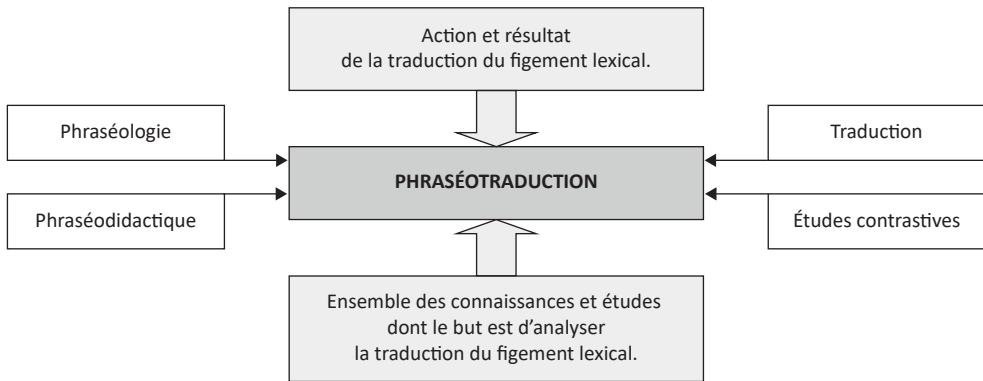 Action et résultat
de la traduction du figement lexical.
Phraséologie
Traduction
PHRASÉOTRADUCTION
Phraséodidactique
Études contrastives
Ensemble des connaissances et études
dont le but est d'analyser
la traduction du figement lexical.